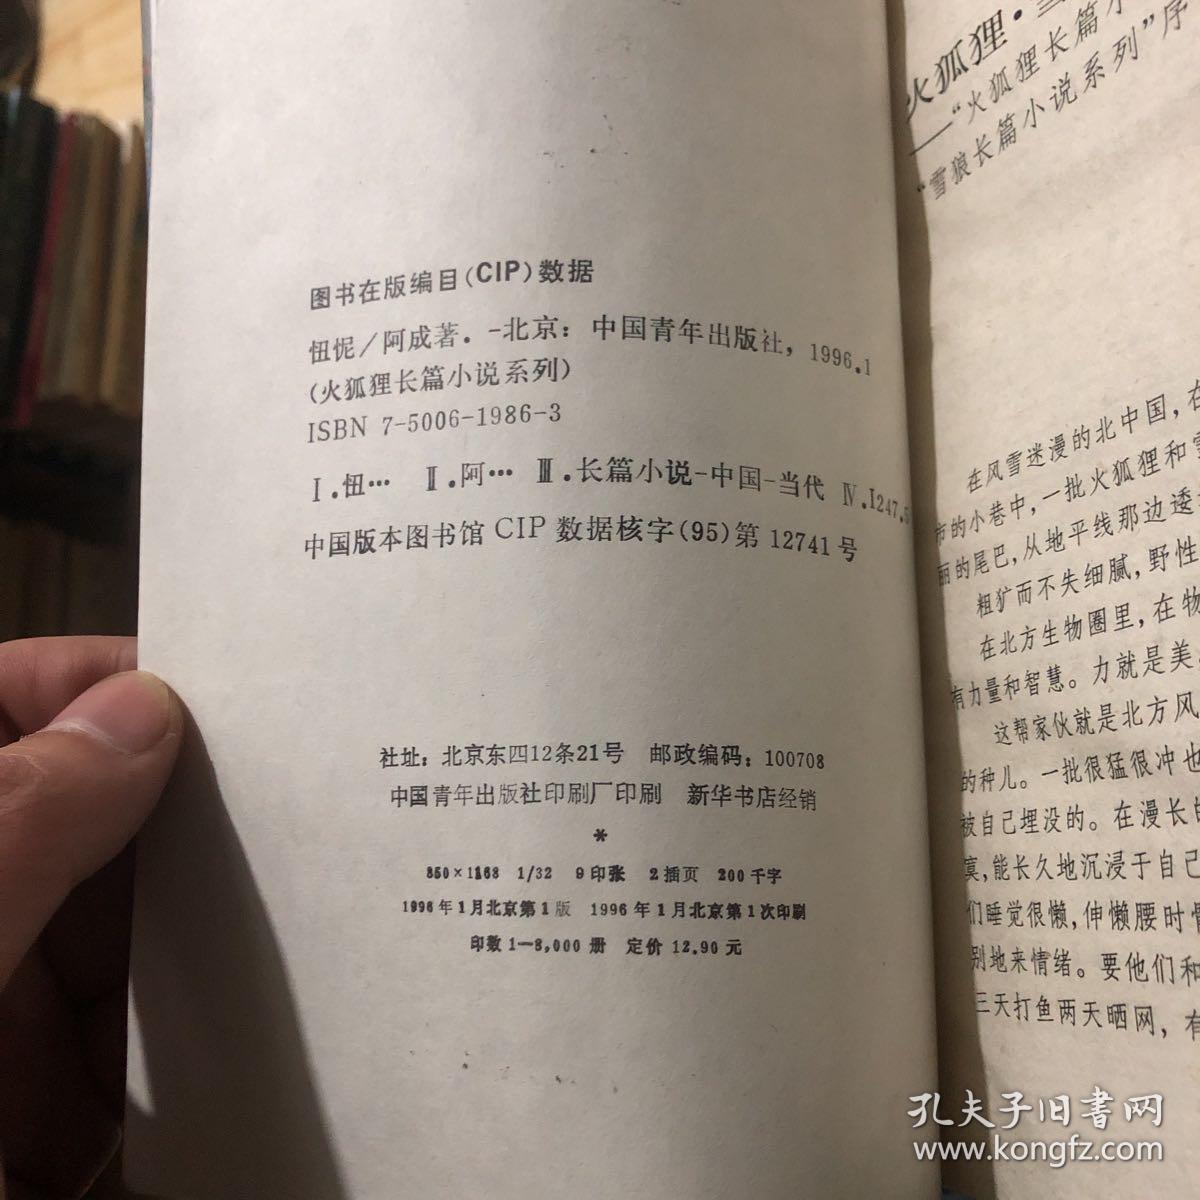 图书在版编目(CIP)数据
忸怩/阿成著.-北京：中国青年出版社，1996.1
(火狐狸长篇小说系列)
ISBN 7-5006-1986-3
Ⅰ.忸… Ⅱ.阿… Ⅲ.长篇小说-中国-当代 Ⅳ.I247.5
中国版本图书馆CIP数据核字(95)第12741号
社址：北京东四12条21号 邮政编码：100708
中国青年出版社印刷厂印刷 新华书店经销
*
850×1168 1/32 9印张 2插页 200千字
1996年1月北京第1版 1996年1月北京第1次印刷
印数1—8,000册 定价12.90元
火狐狸·
——“火狐狸长篇小
“雪狼长篇小说系列”序
在风雪迷漫的北中国，在
市的小巷中，一批火狐狸和雪
丽的尾巴，从地平线那边逶
粗犷而不失细腻，野性
在北方生物圈里，在物
有力量和智慧。力就是美
这帮家伙就是北方风
的种儿。一批很猛很冲也
被自己埋没的。在漫长的
寞，能长久地沉浸于自己
们睡觉很懒，伸懒腰时骨
别地来情绪。要他们和
三天打鱼两天晒网，有
孔夫子旧书网
www.kongfz.com